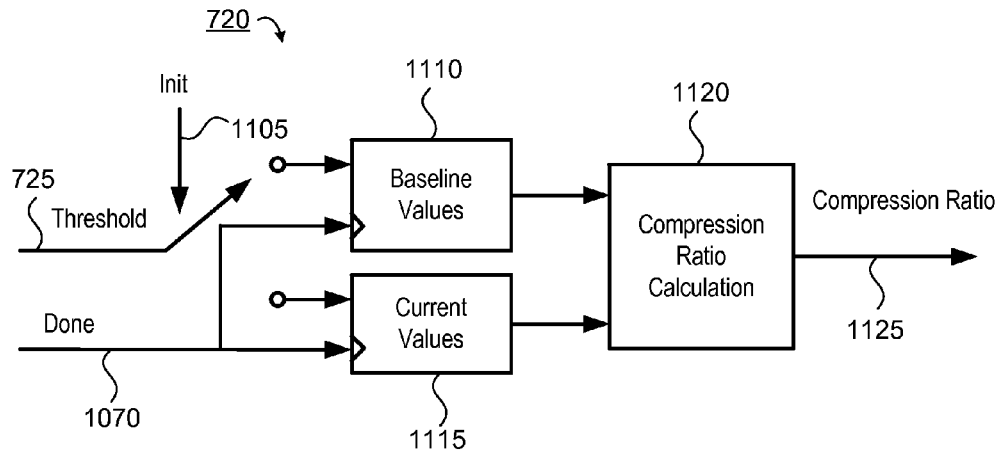 720
Init
1105
1110
1120
725
Threshold
Baseline
Values
Compression Ratio
Compression
Ratio
Calculation
Done
Current
Values
1125
1070
1115